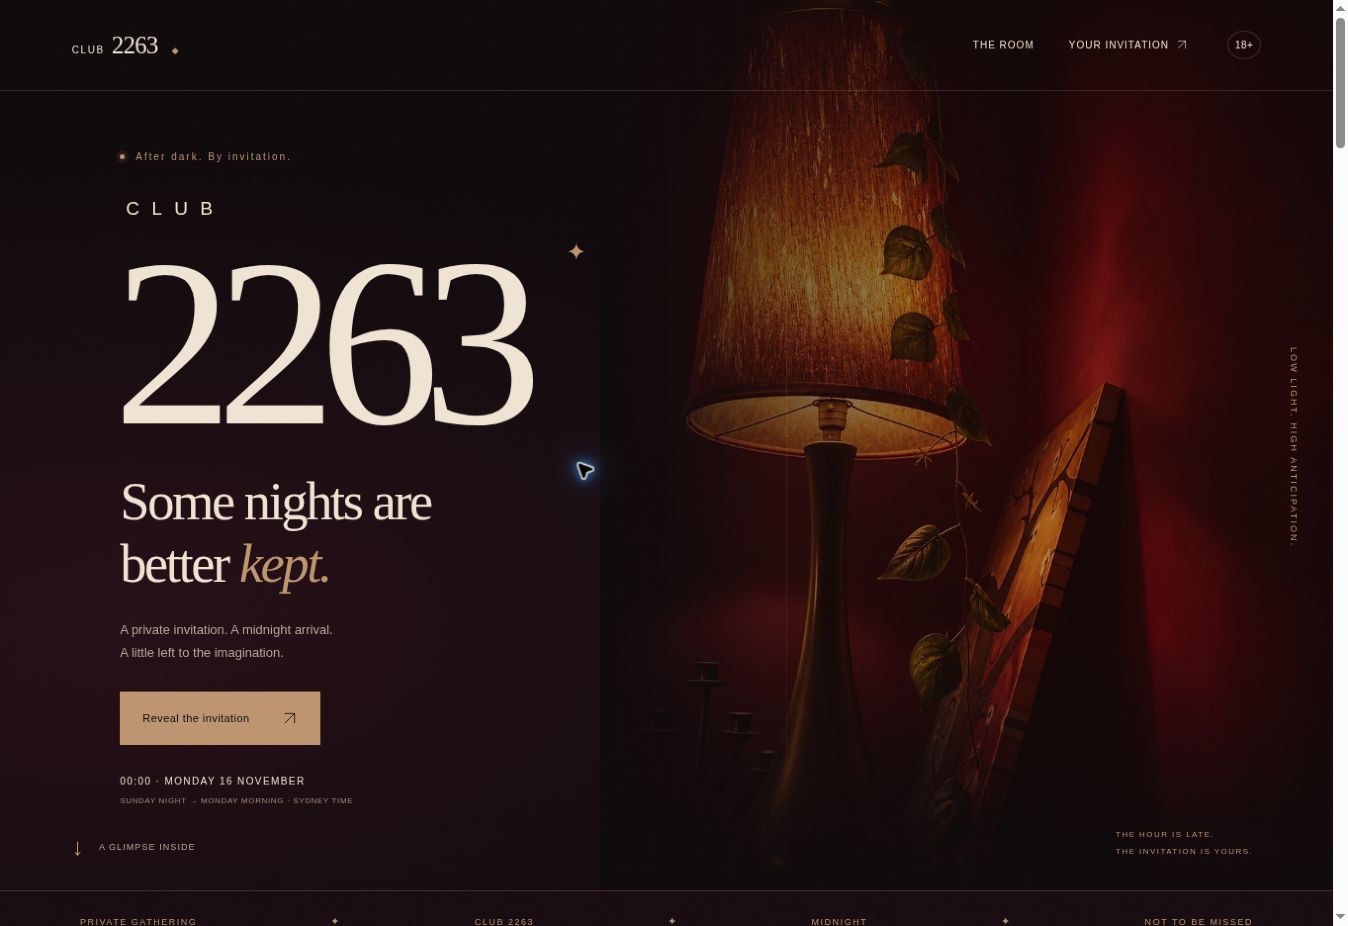 CLUB 2263
THE ROOM
YOUR INVITATION
18+
After dark. By invitation.
CLUB
2263
Some nights are
better kept.
A private invitation. A midnight arrival.
A little left to the imagination.
Reveal the invitation
00:00 · MONDAY 16 NOVEMBER
SUNDAY NIGHT → MONDAY MORNING · SYDNEY TIME
A GLIMPSE INSIDE
LOW LIGHT. HIGH ANTICIPATION.
THE HOUR IS LATE.
THE INVITATION IS YOURS.
PRIVATE GATHERING ✦ CLUB 2263 ✦ MIDNIGHT ✦ NOT TO BE MISSED